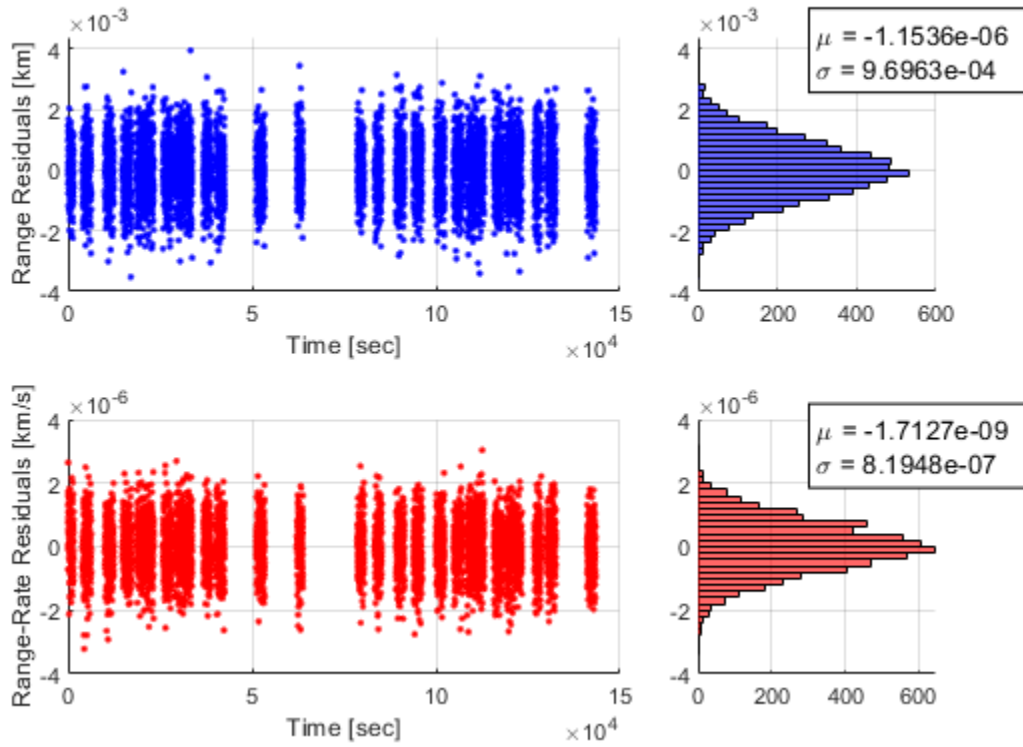 ×10⁻³
Range Residuals [km]
4
2
0
-2
-4
0 5 10 15
Time [sec]
×10⁴
×10⁻³
4
2
0
-2
-4
0 200 400 600
μ = -1.1536e-06
σ = 9.6963e-04
×10⁻⁶
Range-Rate Residuals [km/s]
4
2
0
-2
-4
0 5 10 15
Time [sec]
×10⁴
×10⁻⁶
4
2
0
-2
-4
0 200 400 600
μ = -1.7127e-09
σ = 8.1948e-07